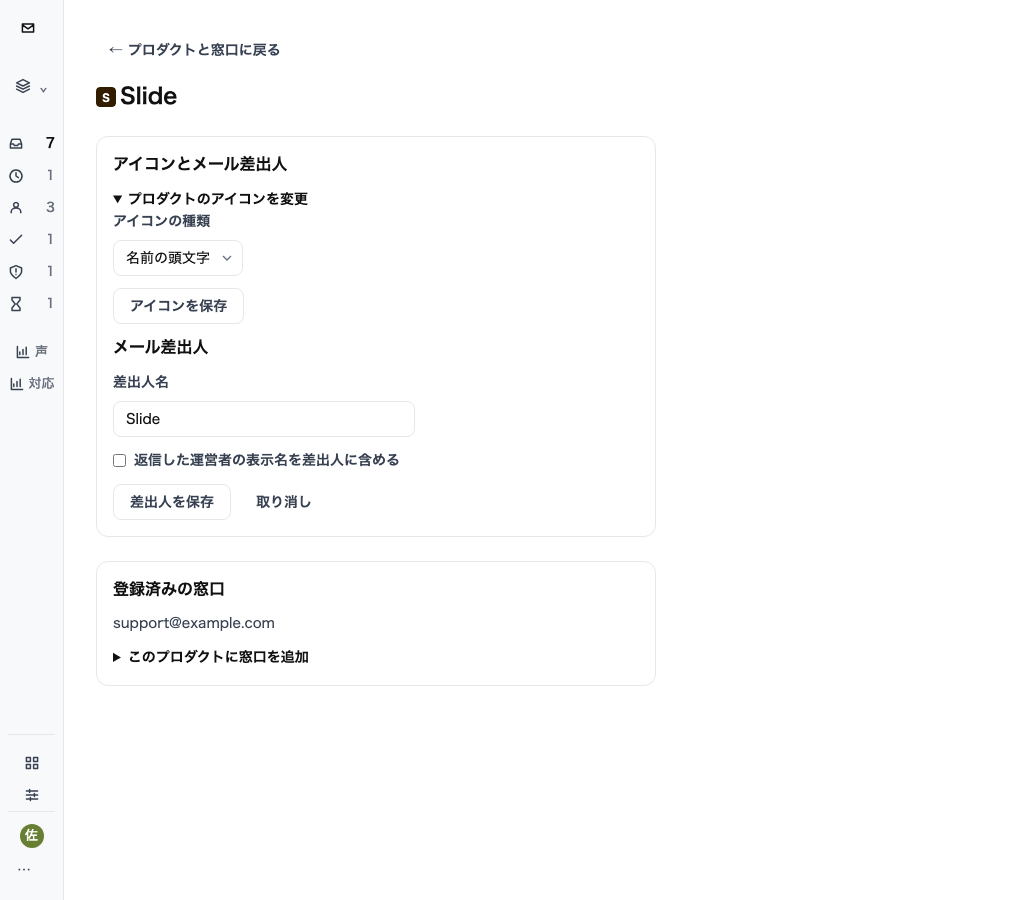 ← プロダクトと窓口に戻る
S Slide
7
1
3
1
1
1
声
対応
アイコンとメール差出人
▼ プロダクトのアイコンを変更
アイコンの種類
名前の頭文字
アイコンを保存
メール差出人
差出人名
Slide
返信した運営者の表示名を差出人に含める
差出人を保存 取り消し
登録済みの窓口
support@example.com
▶ このプロダクトに窓口を追加
佐
…